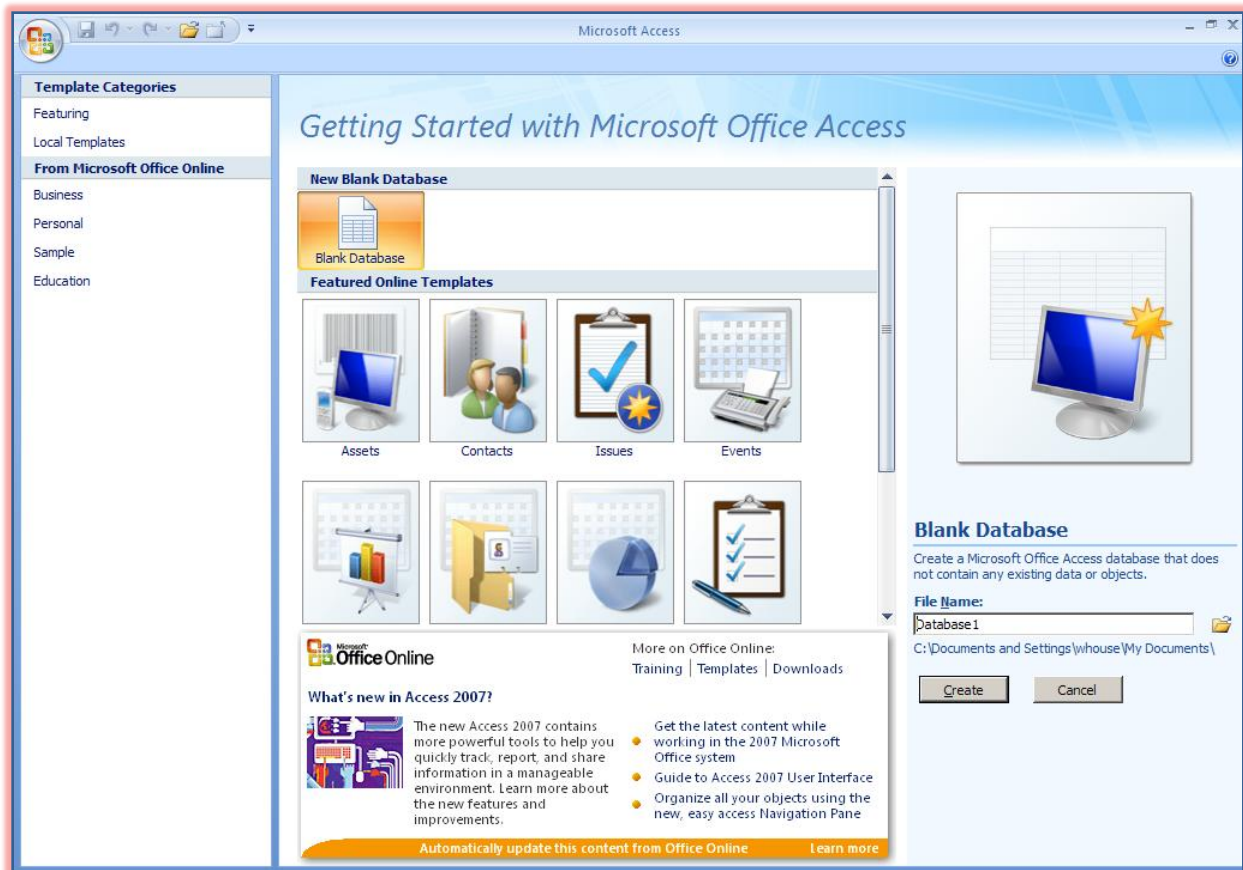 Microsoft Access
Template Categories
Featuring
Local Templates
From Microsoft Office Online
Business
Personal
Sample
Education
Getting Started with Microsoft Office Access
New Blank Database
Blank Database
Featured Online Templates
Assets
Contacts
Issues
Events
Microsoft
Office Online
More on Office Online:
Training | Templates | Downloads
What's new in Access 2007?
The new Access 2007 contains
more powerful tools to help you
quickly track, report, and share
information in a manageable
environment. Learn more about
the new features and
improvements.
Get the latest content while
working in the 2007 Microsoft
Office system
Guide to Access 2007 User Interface
Organize all your objects using the
new, easy access Navigation Pane
Automatically update this content from Office Online
Learn more
Blank Database
Create a Microsoft Office Access database that does
not contain any existing data or objects.
File Name:
Database1
C:\Documents and Settings\whouse\My Documents\
Create
Cancel